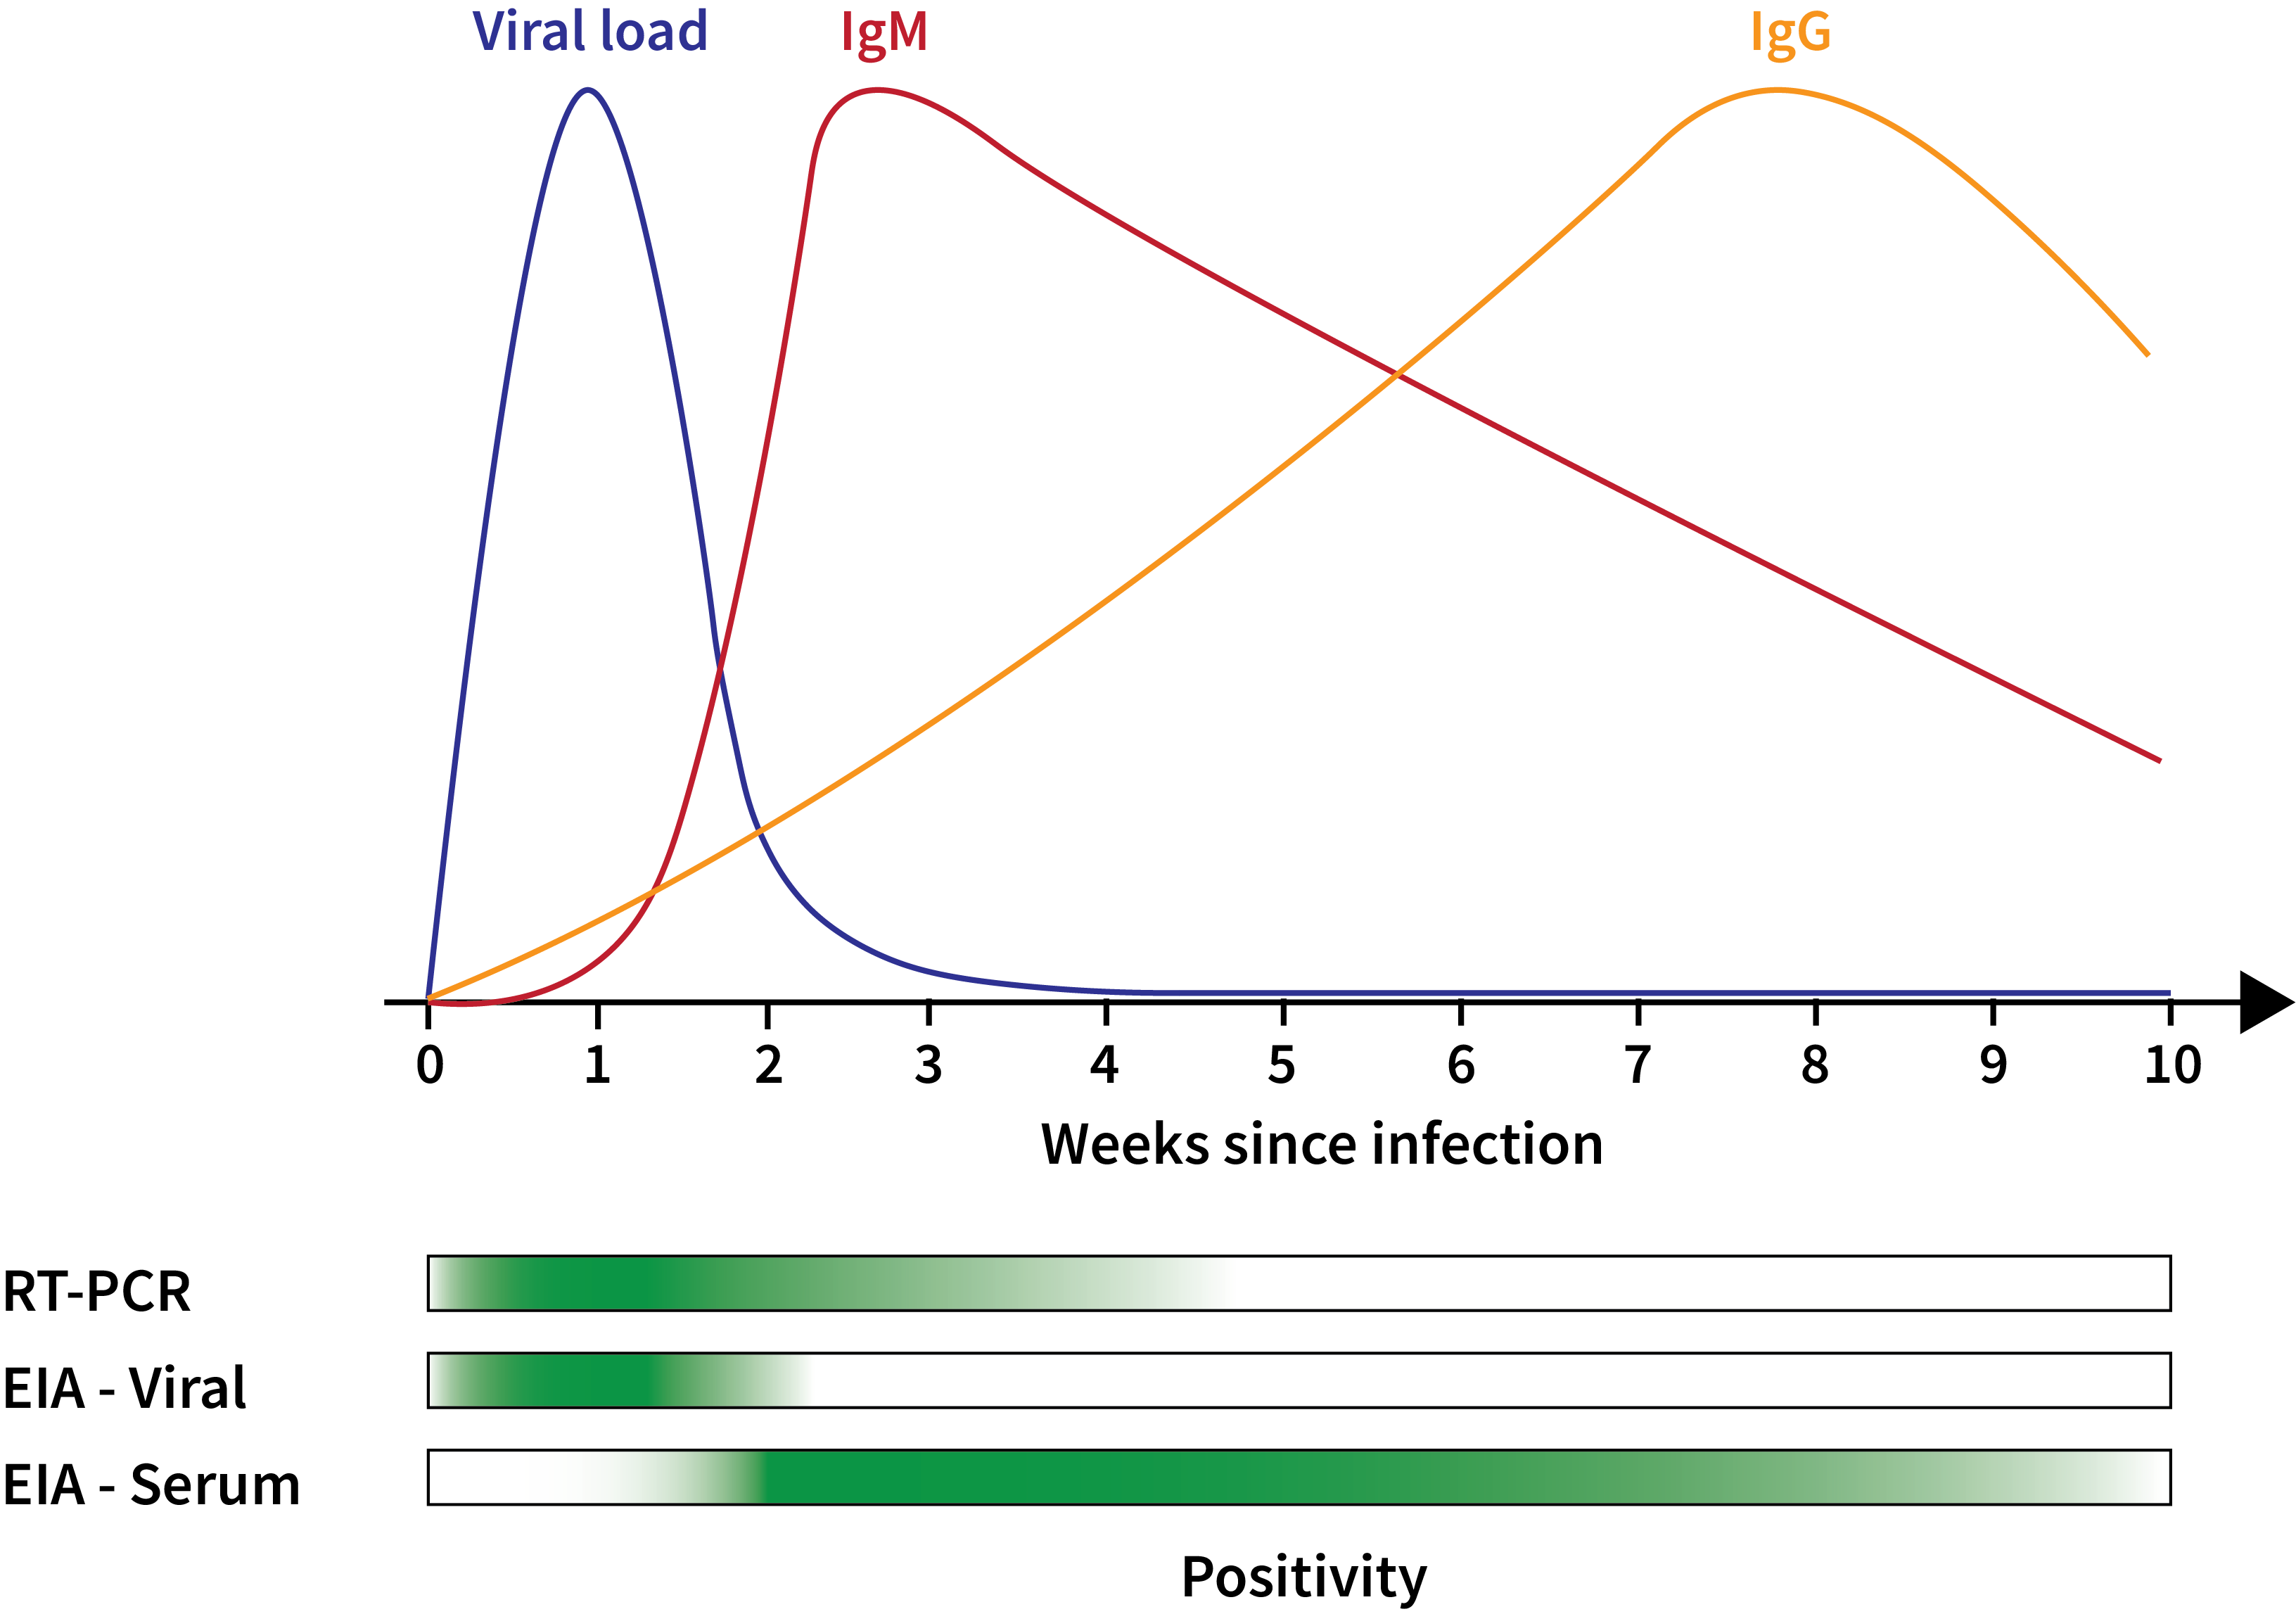 Viral load IgM IgG
0 1 2 3 4 5 6 7 8 9 10
Weeks since infection
RT-PCR
EIA - Viral
EIA - Serum
Positivity